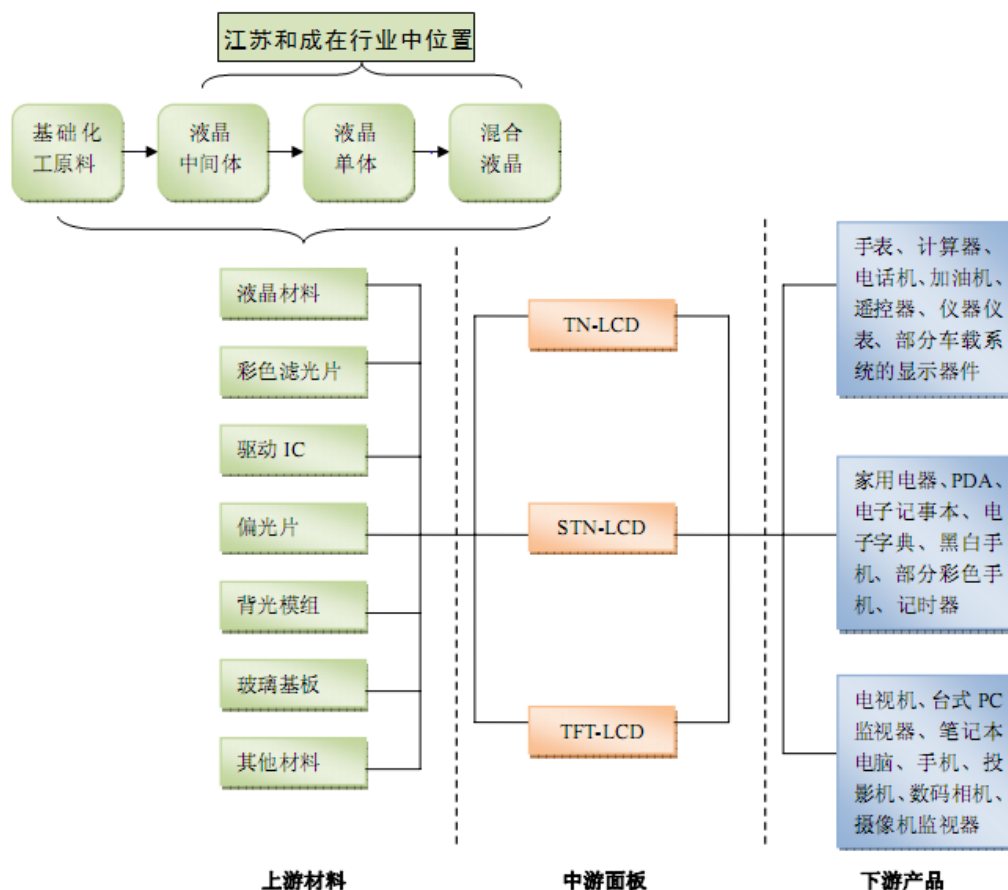 江苏和成在行业中位置
基础化
工原料
液晶
中间体
液晶
单体
混合
液晶
液晶材料
彩色滤光片
驱动 IC
偏光片
背光模组
玻璃基板
其他材料
TN-LCD
STN-LCD
TFT-LCD
手表、计算器、
电话机、加油机、
遥控器、仪器仪
表、部分车载系
统的显示器件
家用电器、PDA、
电子记事本、电
子字典、黑白手
机、部分彩色手
机、记时器
电视机、台式 PC
监视器、笔记本
电脑、手机、投
影机、数码相机、
摄像机监视器
上游材料
中游面板
下游产品